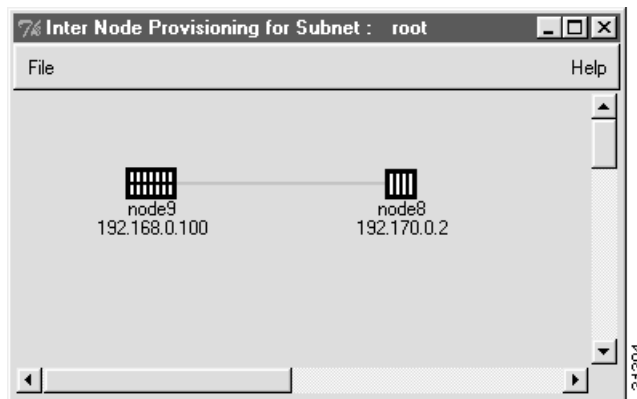 Inter Node Provisioning for Subnet : root
File Help
node9 node8
192.168.0.100 192.170.0.2